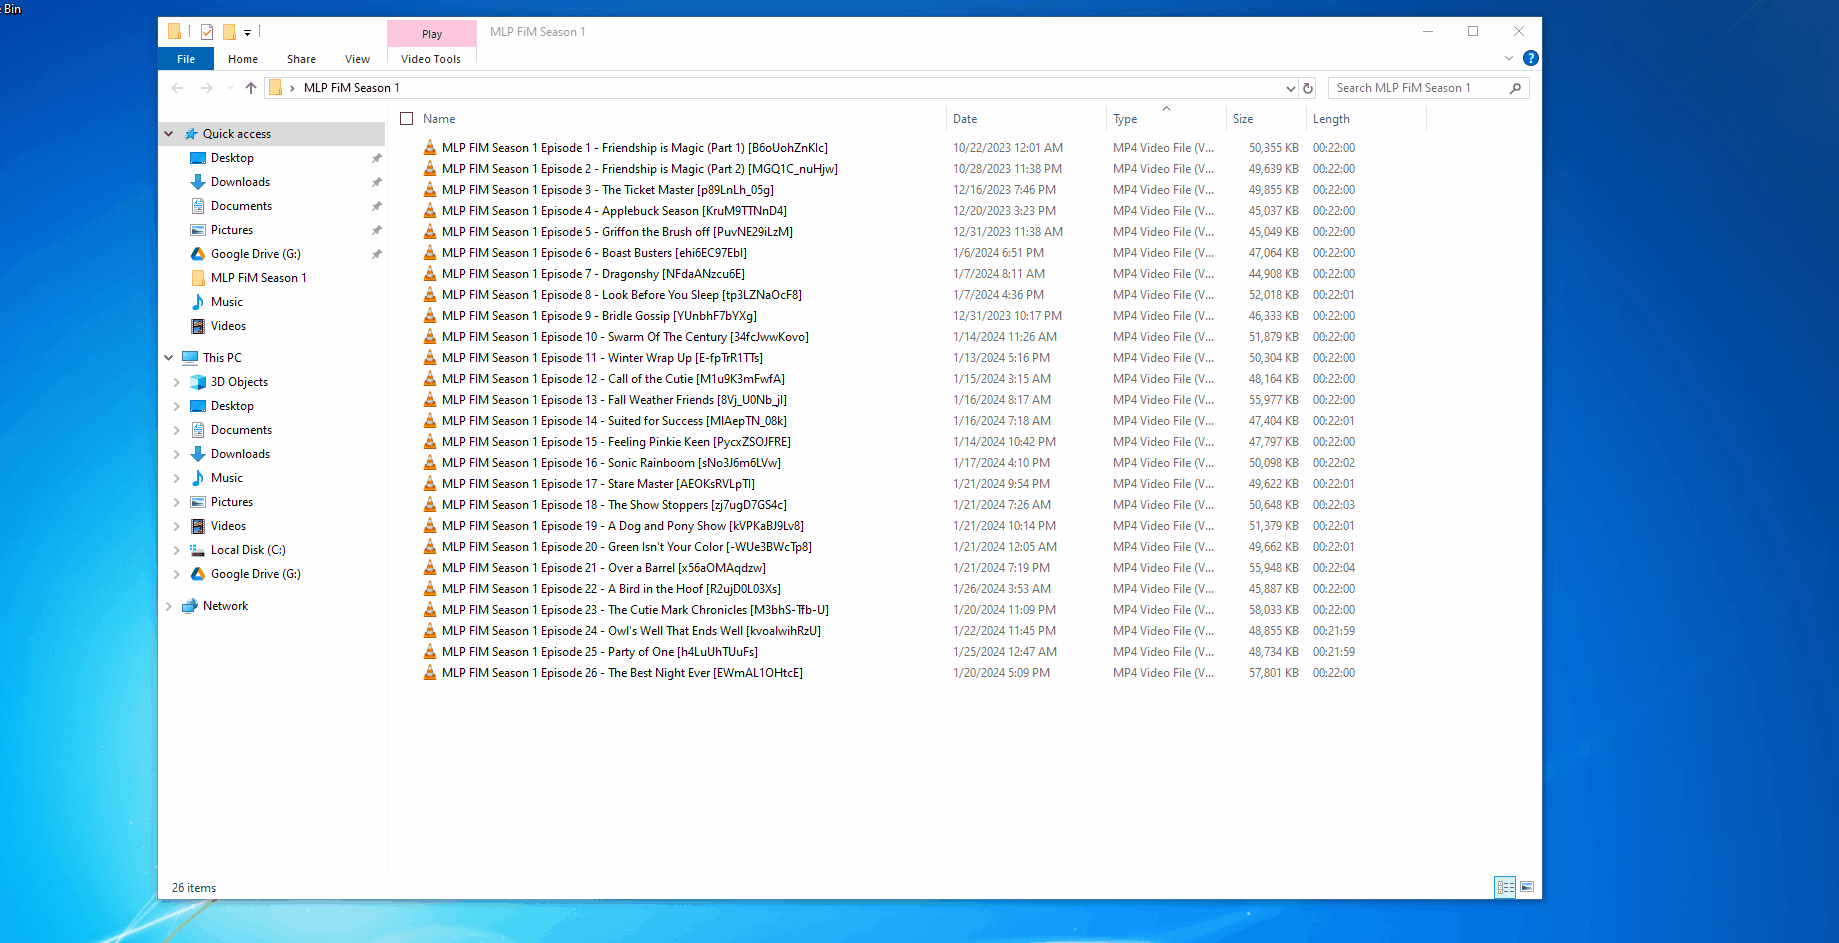 Bin
Play
MLP FiM Season 1
File
Home
Share
View
Video Tools
MLP FiM Season 1
Search MLP FiM Season 1
Name
Date
Type
Size
Length
Quick access
Desktop
Downloads
Documents
Pictures
Google Drive (G:)
MLP FiM Season 1
Music
Videos
This PC
3D Objects
Desktop
Documents
Downloads
Music
Pictures
Videos
Local Disk (C:)
Google Drive (G:)
Network
MLP FIM Season 1 Episode 1 - Friendship is Magic (Part 1) [B6oUohZnKlc] 10/22/2023 12:01 AM MP4 Video File (V... 50,355 KB 00:22:00
MLP FIM Season 1 Episode 2 - Friendship is Magic (Part 2) [MGQ1C_nuHjw] 10/28/2023 11:38 PM MP4 Video File (V... 49,639 KB 00:22:00
MLP FIM Season 1 Episode 3 - The Ticket Master [p89LnLh_05g] 12/16/2023 7:46 PM MP4 Video File (V... 49,855 KB 00:22:00
MLP FIM Season 1 Episode 4 - Applebuck Season [KruM9TTNnD4] 12/20/2023 3:23 PM MP4 Video File (V... 45,037 KB 00:22:00
MLP FIM Season 1 Episode 5 - Griffon the Brush off [PuvNE29iLzM] 12/31/2023 11:38 AM MP4 Video File (V... 45,049 KB 00:22:00
MLP FIM Season 1 Episode 6 - Boast Busters [ehi6EC97EbI] 1/6/2024 6:51 PM MP4 Video File (V... 47,064 KB 00:22:00
MLP FIM Season 1 Episode 7 - Dragonshy [NFdaANzcu6E] 1/7/2024 8:11 AM MP4 Video File (V... 44,908 KB 00:22:00
MLP FIM Season 1 Episode 8 - Look Before You Sleep [tp3LZNaOcF8] 1/7/2024 4:36 PM MP4 Video File (V... 52,018 KB 00:22:01
MLP FIM Season 1 Episode 9 - Bridle Gossip [YUnbhF7bYXg] 12/31/2023 10:17 PM MP4 Video File (V... 46,333 KB 00:22:00
MLP FIM Season 1 Episode 10 - Swarm Of The Century [34fcJwwKovo] 1/14/2024 11:26 AM MP4 Video File (V... 51,879 KB 00:22:00
MLP FIM Season 1 Episode 11 - Winter Wrap Up [E-fpTrR1TTs] 1/13/2024 5:16 PM MP4 Video File (V... 50,304 KB 00:22:00
MLP FIM Season 1 Episode 12 - Call of the Cutie [M1u9K3mFwfA] 1/15/2024 3:15 AM MP4 Video File (V... 48,164 KB 00:22:00
MLP FIM Season 1 Episode 13 - Fall Weather Friends [8Vj_U0Nb_jI] 1/16/2024 8:17 AM MP4 Video File (V... 55,977 KB 00:22:00
MLP FIM Season 1 Episode 14 - Suited for Success [MIAepTN_08k] 1/16/2024 7:18 AM MP4 Video File (V... 47,404 KB 00:22:01
MLP FIM Season 1 Episode 15 - Feeling Pinkie Keen [PycxZSOJFRE] 1/14/2024 10:42 PM MP4 Video File (V... 47,797 KB 00:22:00
MLP FIM Season 1 Episode 16 - Sonic Rainboom [sNo3J6m6LVw] 1/17/2024 4:10 PM MP4 Video File (V... 50,098 KB 00:22:02
MLP FIM Season 1 Episode 17 - Stare Master [AEOKsRVLpTI] 1/21/2024 9:54 PM MP4 Video File (V... 49,622 KB 00:22:01
MLP FIM Season 1 Episode 18 - The Show Stoppers [zj7ugD7GS4c] 1/21/2024 7:26 AM MP4 Video File (V... 50,648 KB 00:22:03
MLP FIM Season 1 Episode 19 - A Dog and Pony Show [kVPKaBJ9Lv8] 1/21/2024 10:14 PM MP4 Video File (V... 51,379 KB 00:22:01
MLP FIM Season 1 Episode 20 - Green Isn't Your Color [-WUe3BWcTp8] 1/21/2024 12:05 AM MP4 Video File (V... 49,662 KB 00:22:01
MLP FIM Season 1 Episode 21 - Over a Barrel [x56aOMAqdzw] 1/21/2024 7:19 PM MP4 Video File (V... 55,948 KB 00:22:04
MLP FIM Season 1 Episode 22 - A Bird in the Hoof [R2ujD0L03Xs] 1/26/2024 3:53 AM MP4 Video File (V... 45,887 KB 00:22:00
MLP FIM Season 1 Episode 23 - The Cutie Mark Chronicles [M3bhS-Tfb-U] 1/20/2024 11:09 PM MP4 Video File (V... 58,033 KB 00:22:00
MLP FIM Season 1 Episode 24 - Owl's Well That Ends Well [kvoaIwihRzU] 1/22/2024 11:45 PM MP4 Video File (V... 48,855 KB 00:21:59
MLP FIM Season 1 Episode 25 - Party of One [h4LuUhTUuFs] 1/25/2024 12:47 AM MP4 Video File (V... 48,734 KB 00:21:59
MLP FIM Season 1 Episode 26 - The Best Night Ever [EWmAL1OHtcE] 1/20/2024 5:09 PM MP4 Video File (V... 57,801 KB 00:22:00
26 items